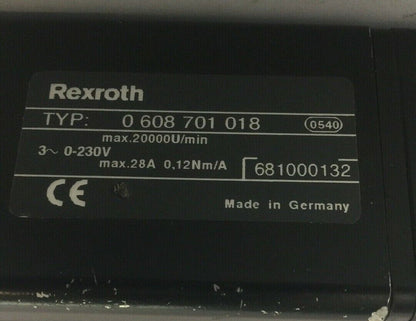 Rexroth
TYP: 0 608 701 018 0540
max.20000U/min
3~ 0-230V
max.28A 0,12Nm/A 681000132
CE Made in Germany